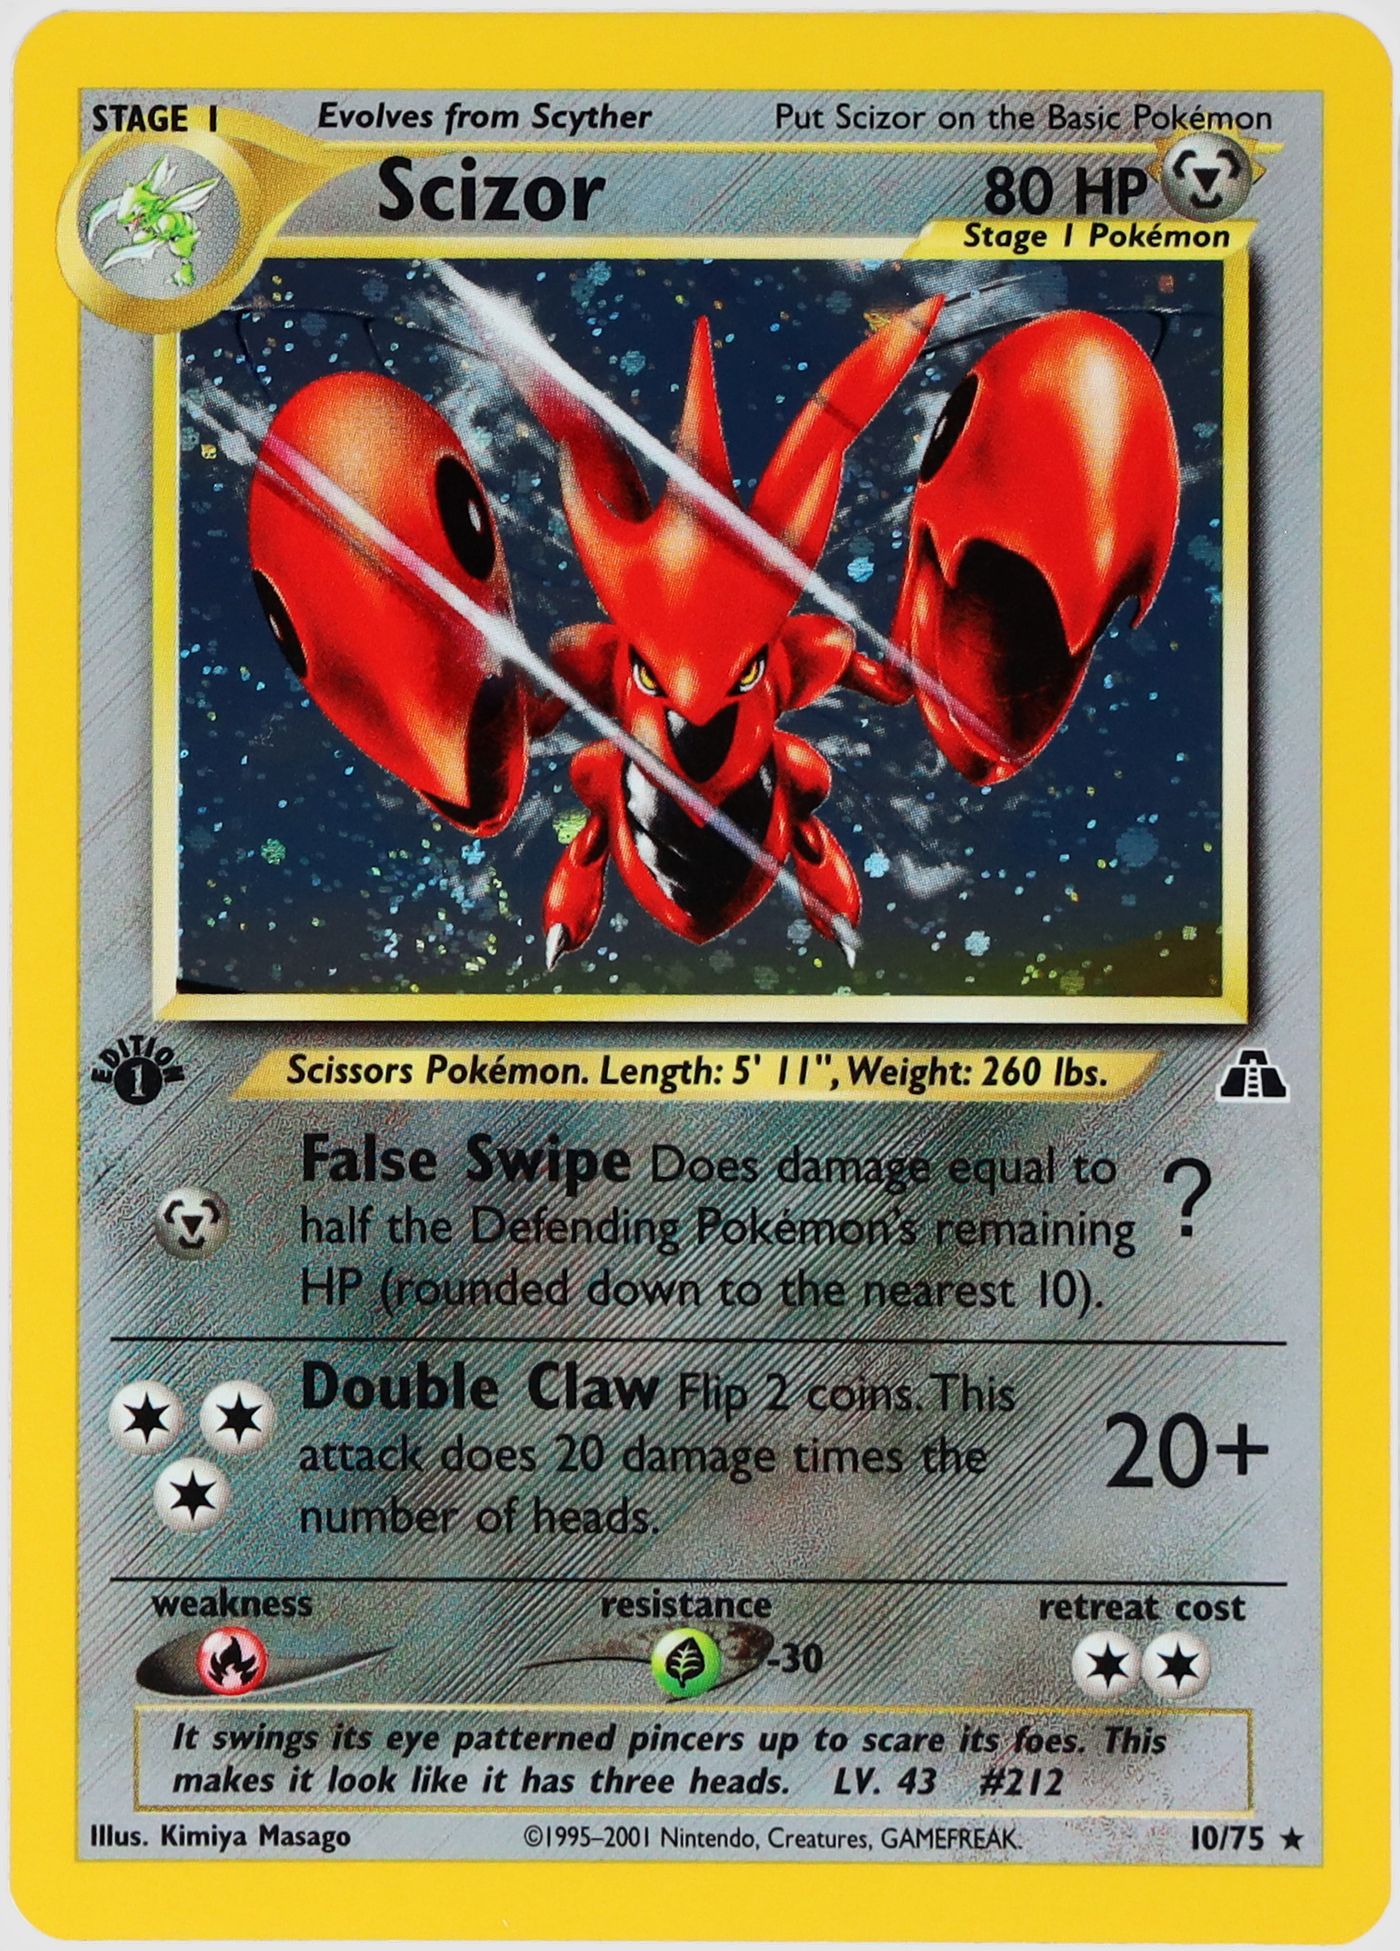 STAGE 1 Evolves from Scyther Put Scizor on the Basic Pokémon
Scizor 80 HP
Stage 1 Pokémon
EDITION
1
Scissors Pokémon. Length: 5' 11", Weight: 260 lbs.
False Swipe Does damage equal to
half the Defending Pokémon's remaining
HP (rounded down to the nearest 10).
?
Double Claw Flip 2 coins. This
attack does 20 damage times the
number of heads.
20+
weakness resistance retreat cost
-30
It swings its eye patterned pincers up to scare its foes. This
makes it look like it has three heads. LV. 43 #212
Illus. Kimiya Masago ©1995–2001 Nintendo, Creatures, GAMEFREAK. 10/75 ★